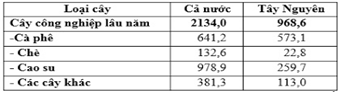 Loại cây Cả nước Tây Nguyên
Cây công nghiệp lâu năm 2134,0 968,6
-Cà phê 641,2 573,1
- Chè 132,6 22,8
- Cao su 978,9 259,7
- Các cây khác 381,3 113,0